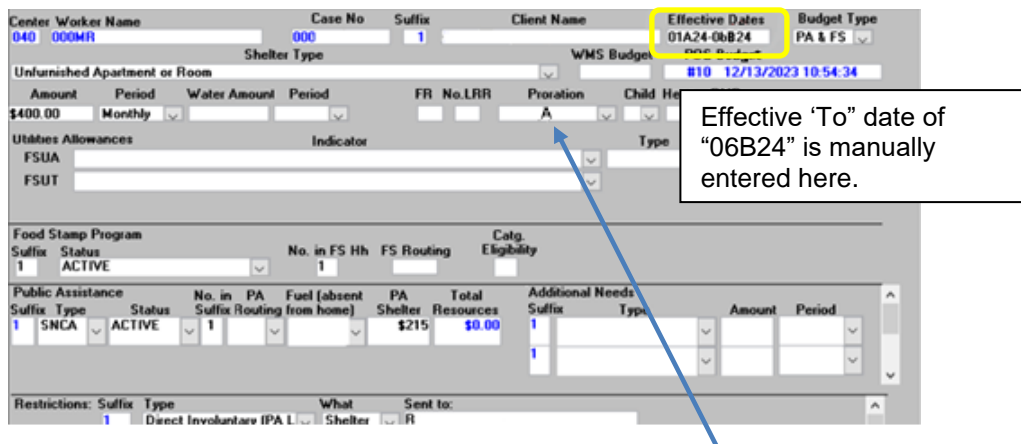 Center Worker Name Case No Suffix Client Name Effective Dates Budget Type
040 000MR 000 1 01A24-06B24 PA & FS
Shelter Type WMS Budget Budget
Unfurnished Apartment or Room #10 12/13/2023 10:54:34
Amount Period Water Amount Period FR No.LRR Proration Child
$400.00 Monthly A
Utilities Allowances Indicator Type
FSUA
FSUT
Effective ‘To” date of
“06B24” is manually
entered here.
Food Stamp Program Catg.
Suffix Status No. in FS Hh FS Routing Eligibility
1 ACTIVE 1
Public Assistance No. in PA Fuel (absent PA Total Additional Needs
Suffix Type Status Suffix Routing from home) Shelter Resources Suffix Type Amount Period
1 SNCA ACTIVE 1 $215 $0.00 1
1
Restrictions: Suffix Type What Sent to:
1 Direct Involuntary (PA L Shelter R